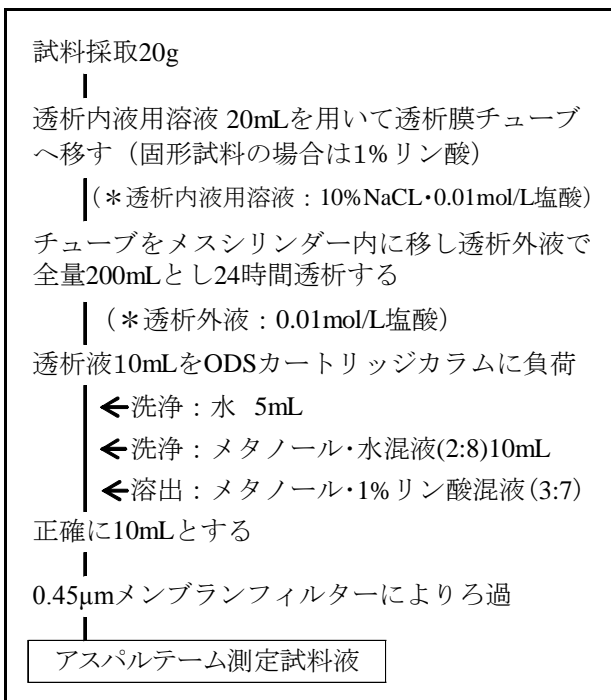 試料採取20g
透析内液用溶液 20mLを用いて透析膜チューブ
へ移す（固形試料の場合は1%リン酸）
(＊透析内液用溶液：10%NaCL･0.01mol/L塩酸)
チューブをメスシリンダー内に移し透析外液で
全量200mLとし24時間透析する
（＊透析外液：0.01mol/L塩酸）
透析液10mLをODSカートリッジカラムに負荷
←洗浄：水 5mL
←洗浄：メタノール･水混液(2:8)10mL
←溶出：メタノール･1%リン酸混液(3:7)
正確に10mLとする
0.45μmメンブランフィルターによりろ過
アスパルテーム測定試料液